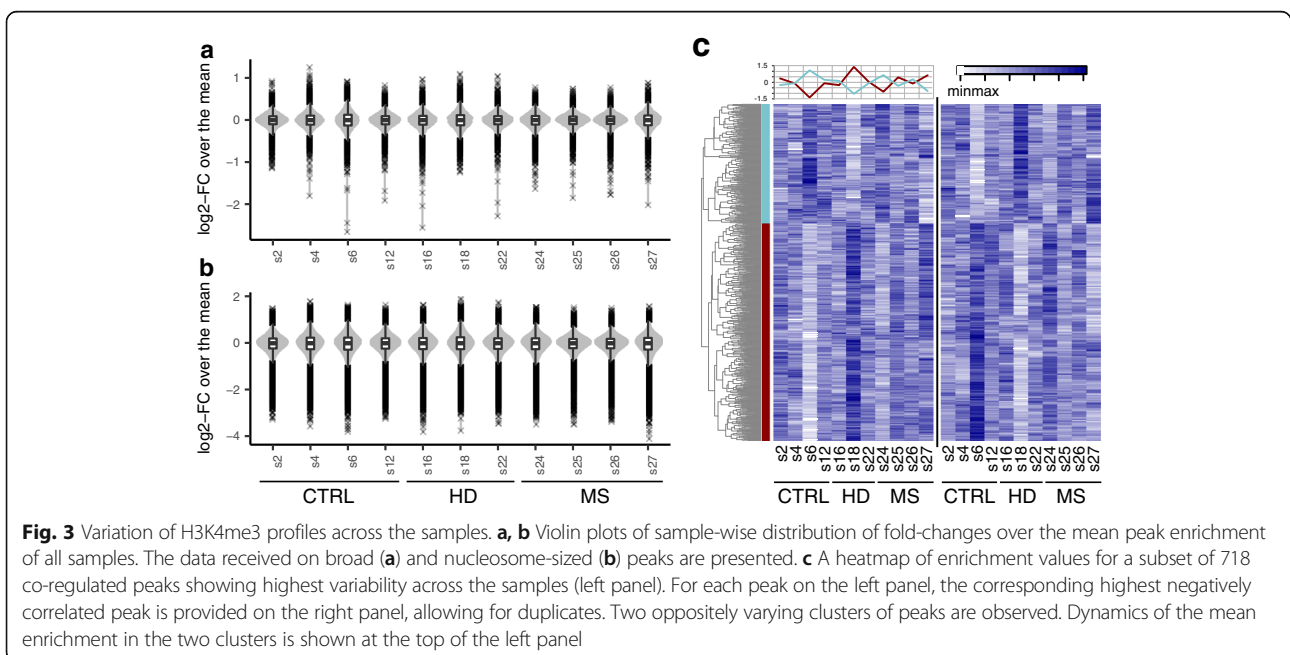 a
log2−FC over the mean
1
0
−1
−2
s2
s4
s6
s12
s16
s18
s22
s24
s25
s26
s27
b
log2−FC over the mean
2
0
−2
−4
s2
s4
s6
s12
s16
s18
s22
s24
s25
s26
s27
CTRL HD MS
c
1.5
0
-1.5
minmax
s2
s4
s6
s12
s16
s18
s22
s24
s25
s26
s27
CTRL HD MS
s2
s4
s6
s12
s16
s18
s22
s24
s25
s26
s27
CTRL HD MS
Fig. 3 Variation of H3K4me3 profiles across the samples. a, b Violin plots of sample-wise distribution of fold-changes over the mean peak enrichment
of all samples. The data received on broad (a) and nucleosome-sized (b) peaks are presented. c A heatmap of enrichment values for a subset of 718
co-regulated peaks showing highest variability across the samples (left panel). For each peak on the left panel, the corresponding highest negatively
correlated peak is provided on the right panel, allowing for duplicates. Two oppositely varying clusters of peaks are observed. Dynamics of the mean
enrichment in the two clusters is shown at the top of the left panel